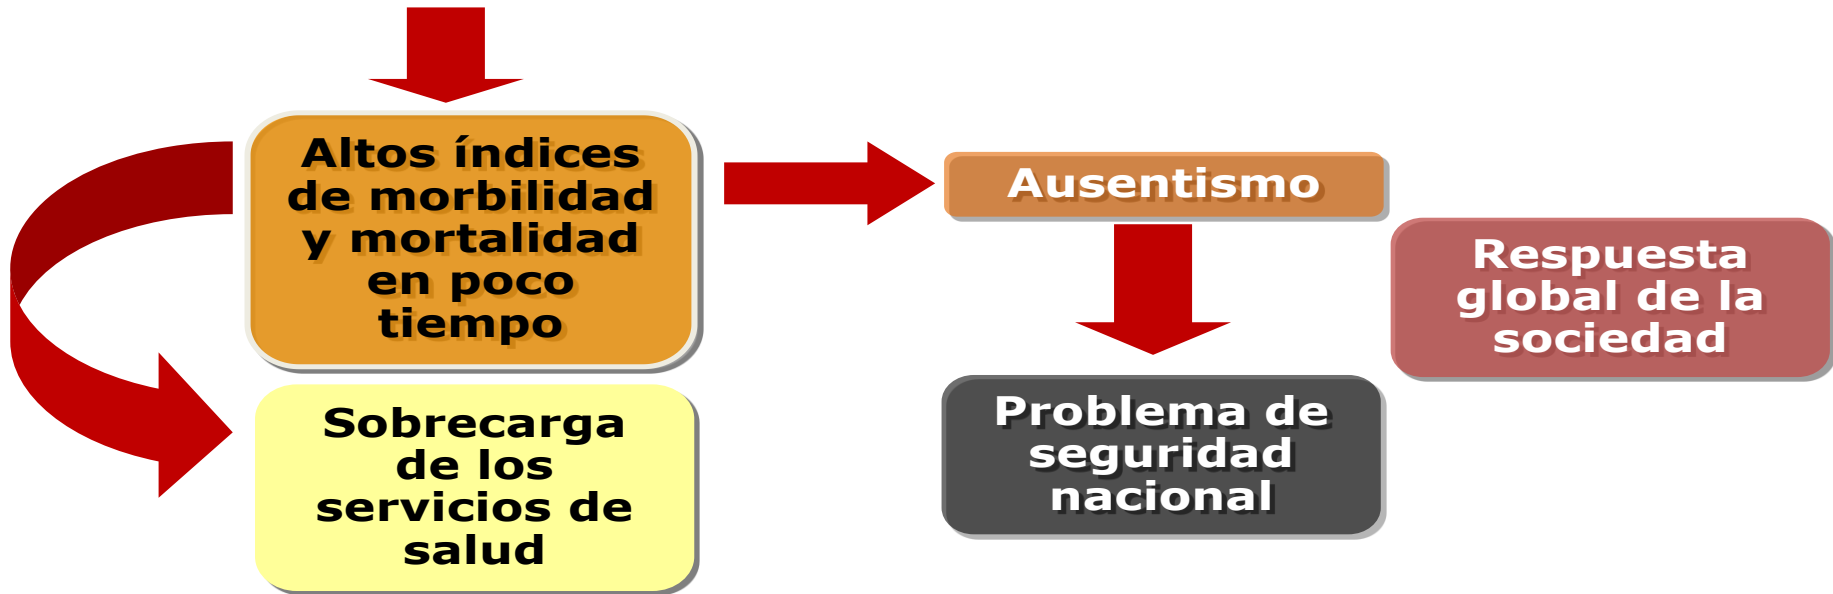 Altos índices
de morbilidad
y mortalidad
en poco
tiempo
Sobrecarga
de los
servicios de
salud
Ausentismo
Problema de
seguridad
nacional
Respuesta
global de la
sociedad